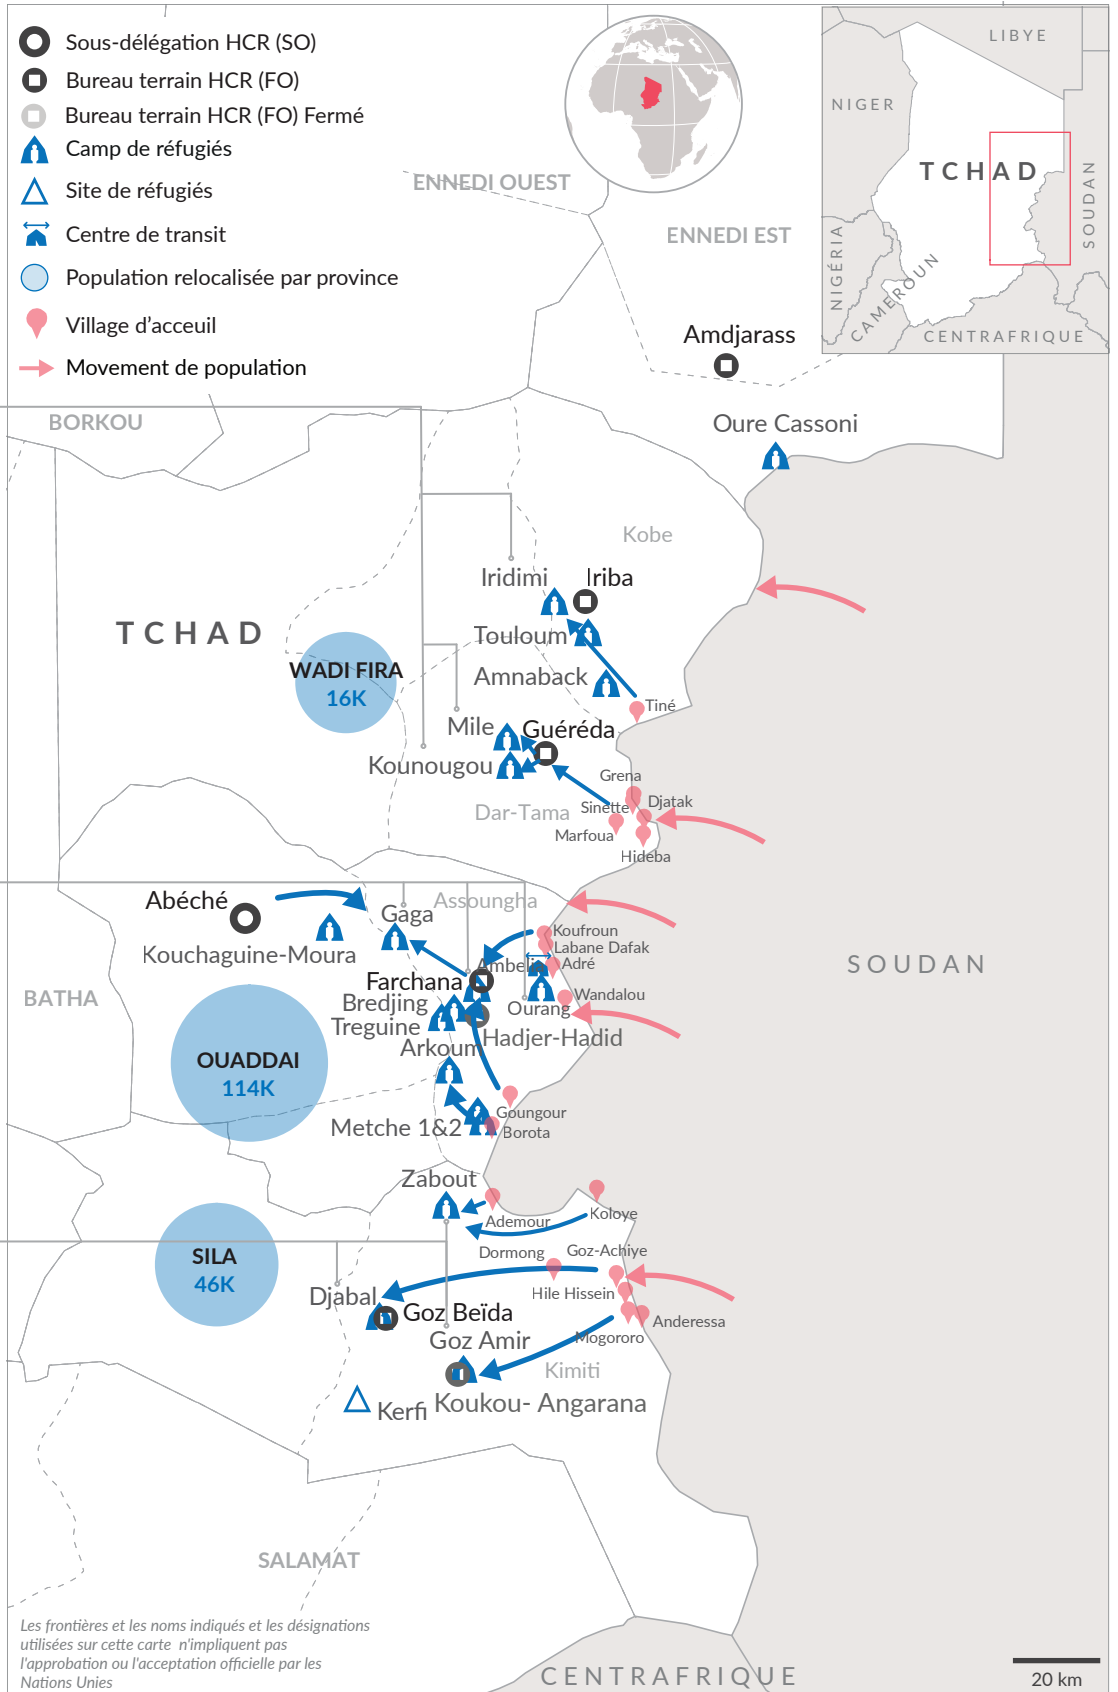 Sous-délégation HCR (SO)
Bureau terrain HCR (FO)
Bureau terrain HCR (FO) Fermé
Camp de réfugiés
Site de réfugiés
Centre de transit
Population relocalisée par province
Village d'acceuil
Movement de population
LIBYE
NIGER
TCHAD
SOUDAN
NIGÉRIA
CAMEROUN
CENTRAFRIQUE
ENNEDI OUEST
ENNEDI EST
Amdjarass
BORKOU
Oure Cassoni
Kobe
Iridimi
Iriba
TCHAD
Touloum
WADI FIRA
16K
Amnaback
Tiné
Mile
Guéréda
Kounougou
Grena
Sinette
Djatak
Dar-Tama
Marfoua
Hideba
Abéché
Assoungha
Gaga
Koufroun
Labane Dafak
Kouchaguine-Moura
Ambelia
Adré
SOUDAN
Farchana
BATHA
Bredjing
Wandalou
Ourang
Treguine
Hadjer-Hadid
Arkoum
OUADDAI
114K
Goungour
Metche 1&2
Borota
Zabout
Koloye
Ademour
Dormong
Goz-Achiye
SILA
46K
Djabal
Hile Hissein
Goz Beïda
Anderessa
Mogororo
Goz Amir
Kimiti
Kerfi
Koukou- Angarana
SALAMAT
Les frontières et les noms indiqués et les désignations
utilisées sur cette carte n'impliquent pas
l'approbation ou l'acceptation officielle par les
Nations Unies
CENTRAFRIQUE
20 km